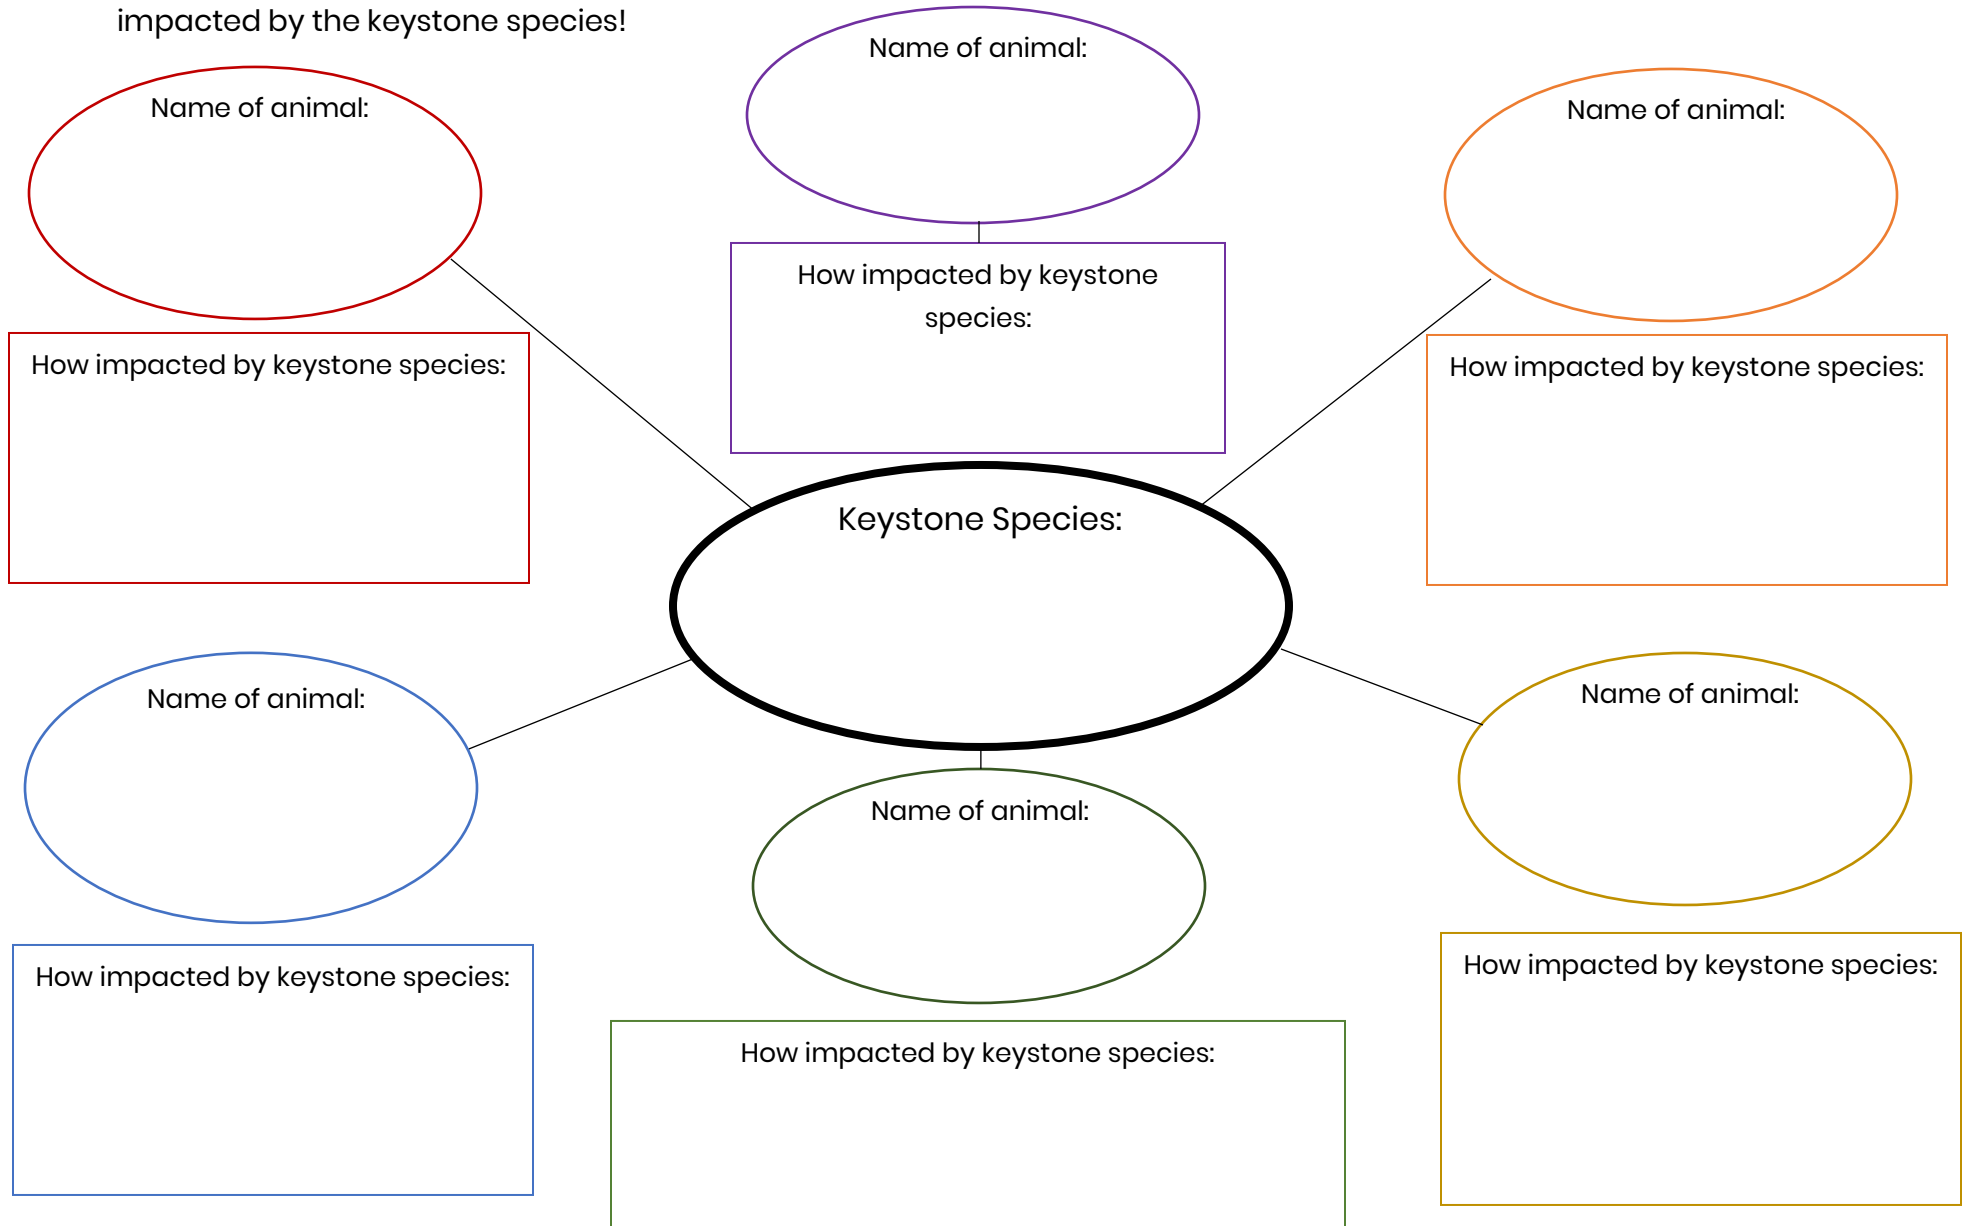 impacted by the keystone species!
Name of animal:
Name of animal:
Name of animal:
How impacted by keystone
species:
How impacted by keystone species:
How impacted by keystone species:
Keystone Species:
Name of animal:
Name of animal:
Name of animal:
How impacted by keystone species:
How impacted by keystone species:
How impacted by keystone species: